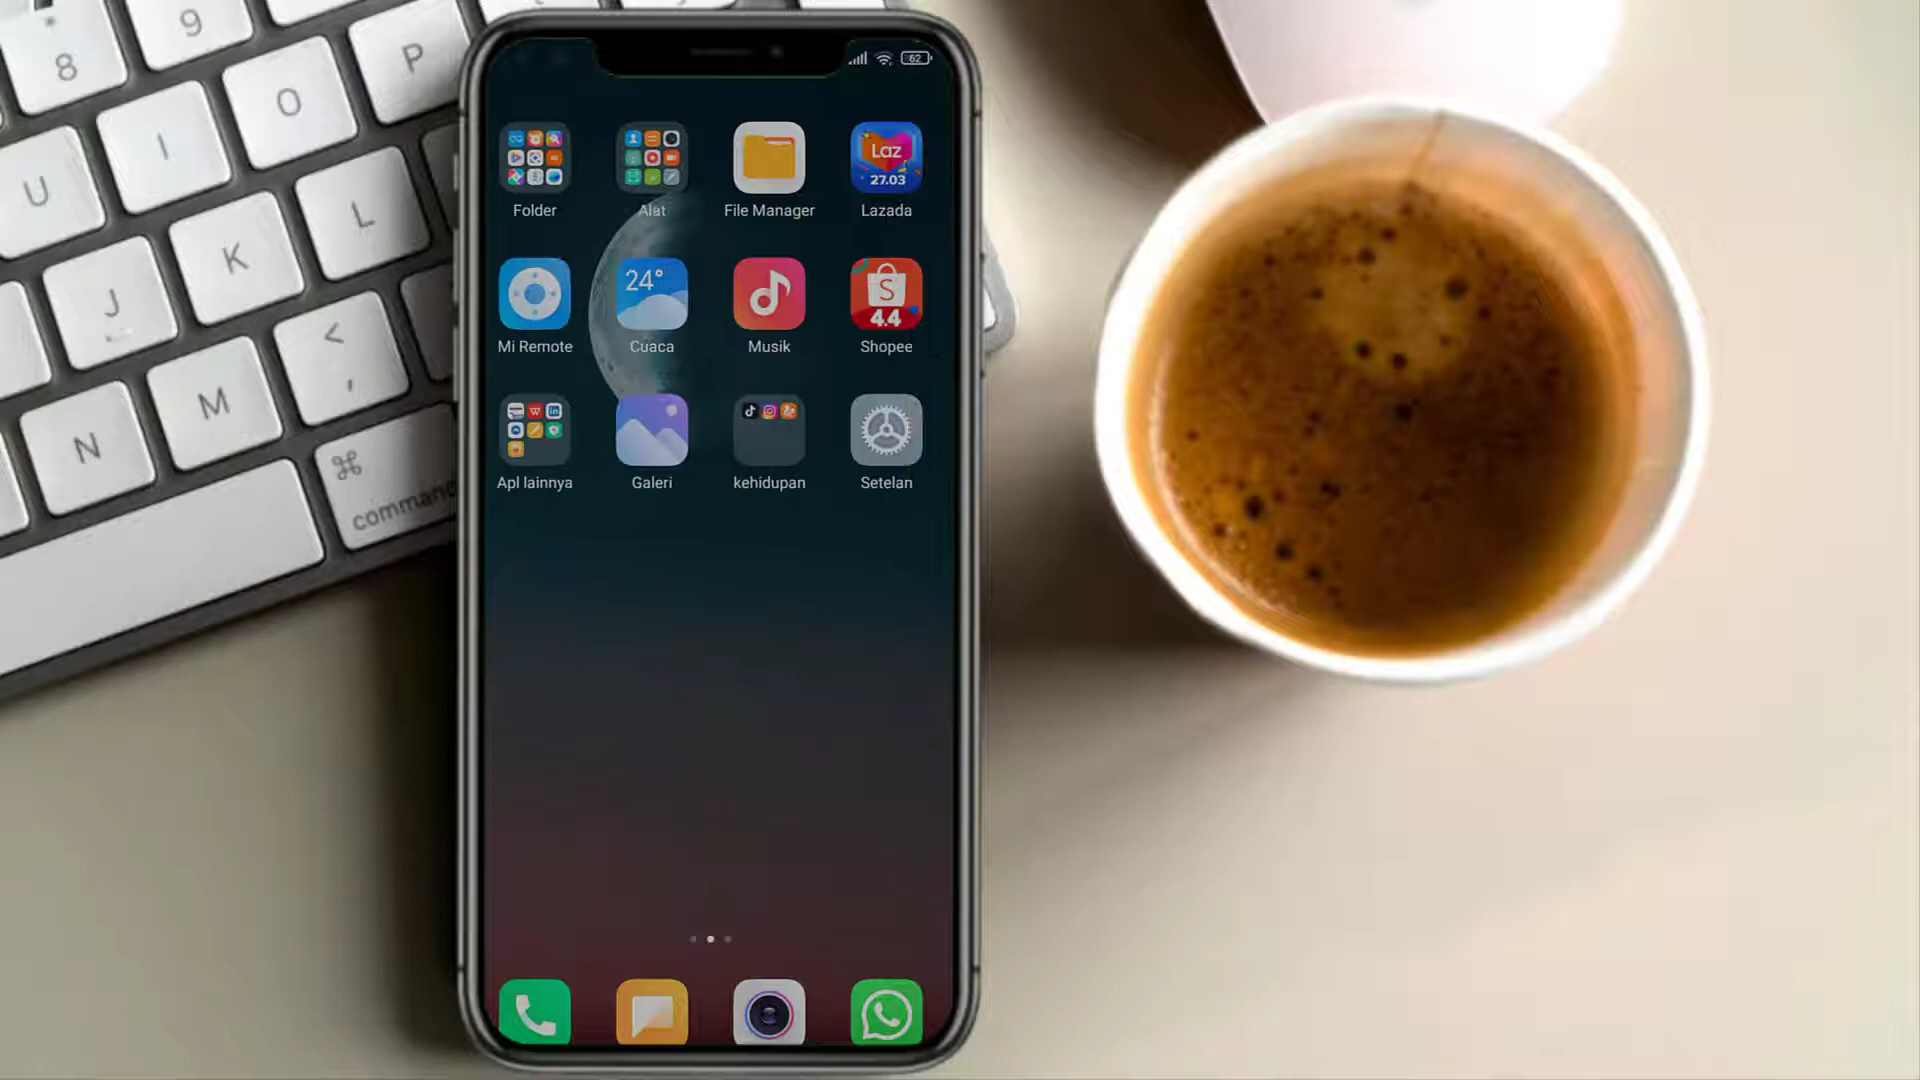 8
9
P
I
O
U
L
K
J
<
,
M
N
⌘
command
62
Laz
27.03
Folder
Alat
File Manager
Lazada
24°
S
4.4
Mi Remote
Cuaca
Musik
Shopee
W
in
Apl lainnya
Galeri
kehidupan
Setelan